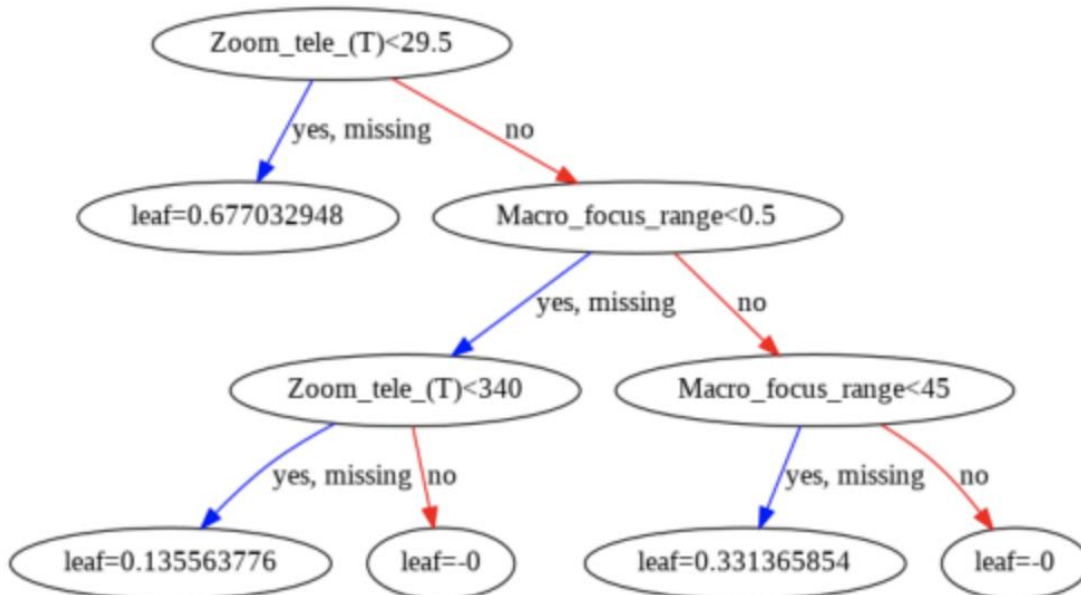 Zoom_tele_(T)<29.5
yes, missing
no
leaf=0.677032948
Macro_focus_range<0.5
yes, missing
no
Zoom_tele_(T)<340
Macro_focus_range<45
yes, missing
no
yes, missing
no
leaf=0.135563776
leaf=-0
leaf=0.331365854
leaf=-0